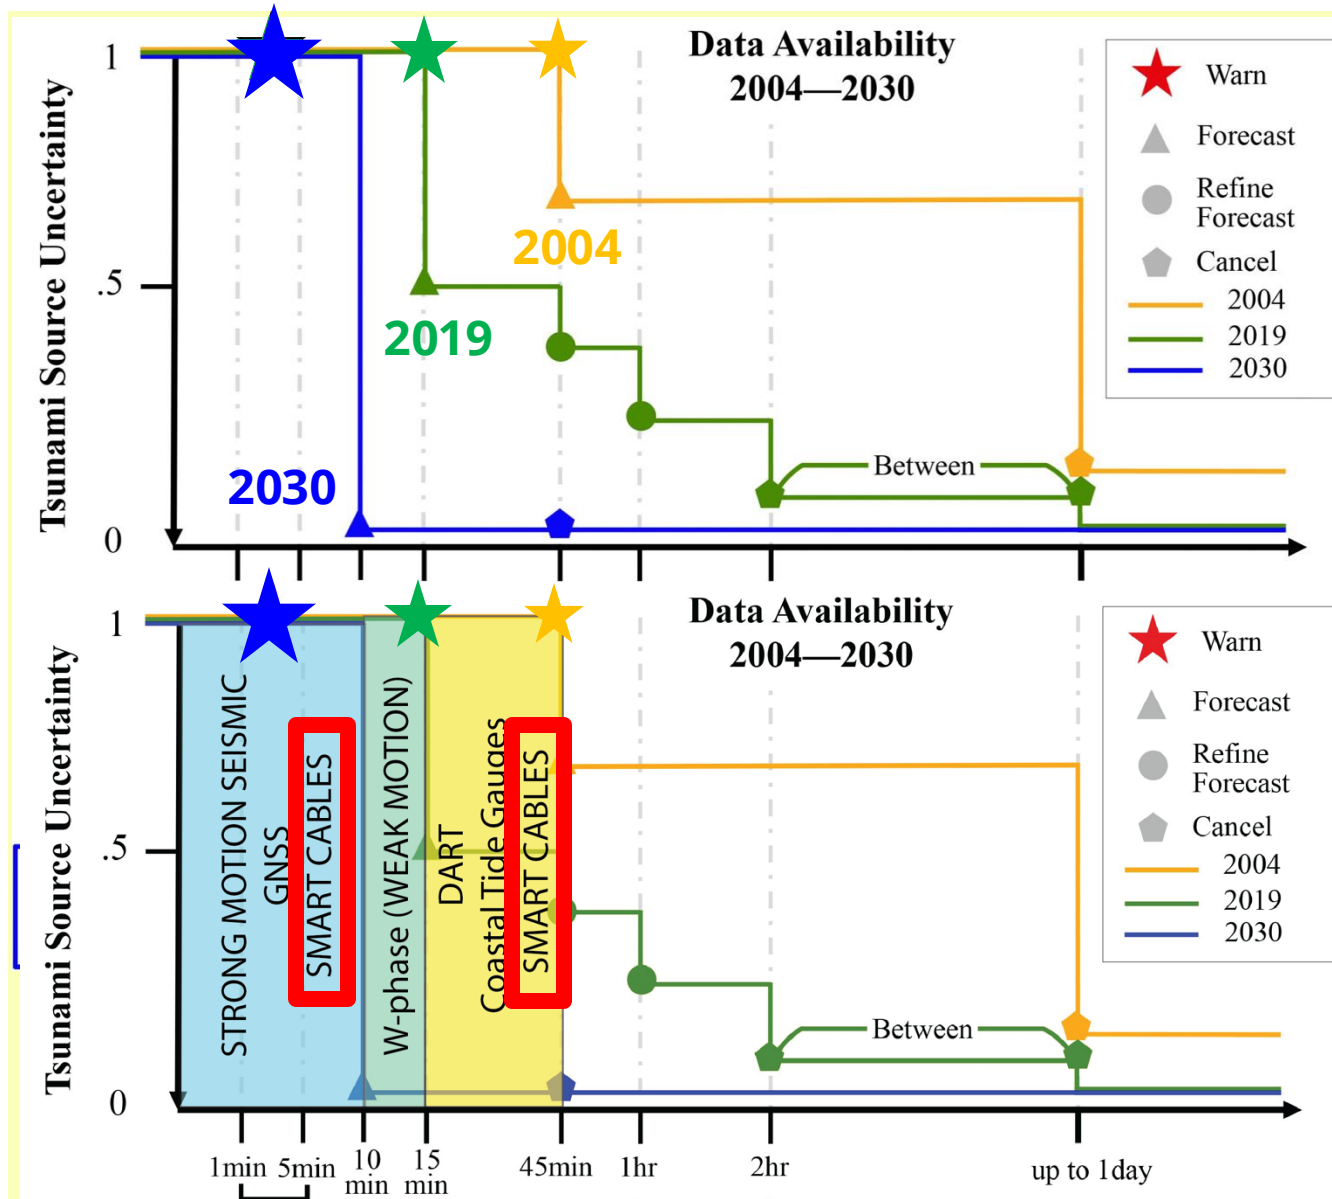 Data Availability
2004—2030
Tsunami Source Uncertainty
1
.5
0
2004
2019
2030
Between
Warn
Forecast
Refine
Forecast
Cancel
2004
2019
2030
Data Availability
2004—2030
Tsunami Source Uncertainty
1
.5
0
STRONG MOTION SEISMIC
GNSS
SMART CABLES
W-phase (WEAK MOTION)
DART
Coastal Tide Gauges
SMART CABLES
Between
Warn
Forecast
Refine
Forecast
Cancel
2004
2019
2030
1min
5min
10
min
15
min
45min
1hr
2hr
up to 1day